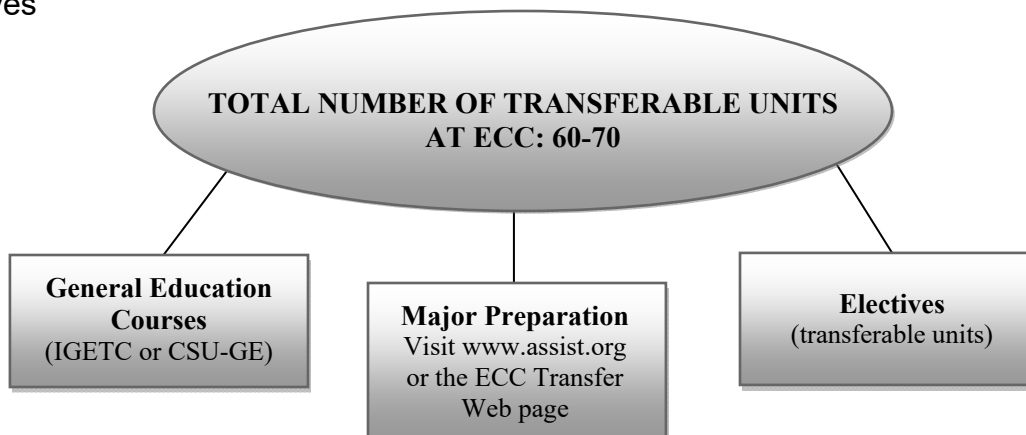 TOTAL NUMBER OF TRANSFERABLE UNITS
AT ECC: 60-70
General Education
Courses
(IGETC or CSU-GE)
Major Preparation
Visit www.assist.org
or the ECC Transfer
Web page
Electives
(transferable units)